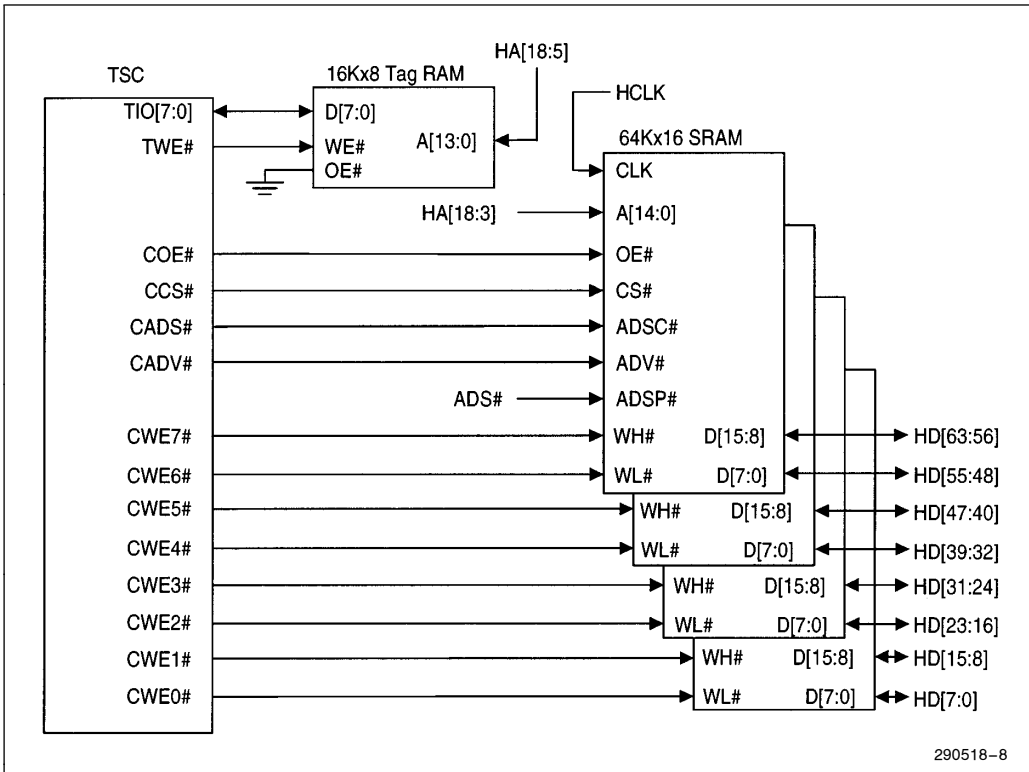 HA[18:5]
TSC
16Kx8 Tag RAM
HCLK
TIO[7:0]
D[7:0]
A[13:0]
64Kx16 SRAM
TWE#
WE#
OE#
CLK
HA[18:3]
A[14:0]
COE#
OE#
CCS#
CS#
CADS#
ADSC#
CADV#
ADV#
ADS#
ADSP#
CWE7#
WH#
D[15:8]
HD[63:56]
CWE6#
WL#
D[7:0]
HD[55:48]
CWE5#
WH#
D[15:8]
HD[47:40]
CWE4#
WL#
D[7:0]
HD[39:32]
CWE3#
WH#
D[15:8]
HD[31:24]
CWE2#
WL#
D[7:0]
HD[23:16]
CWE1#
WH#
D[15:8]
HD[15:8]
CWE0#
WL#
D[7:0]
HD[7:0]
290518–8